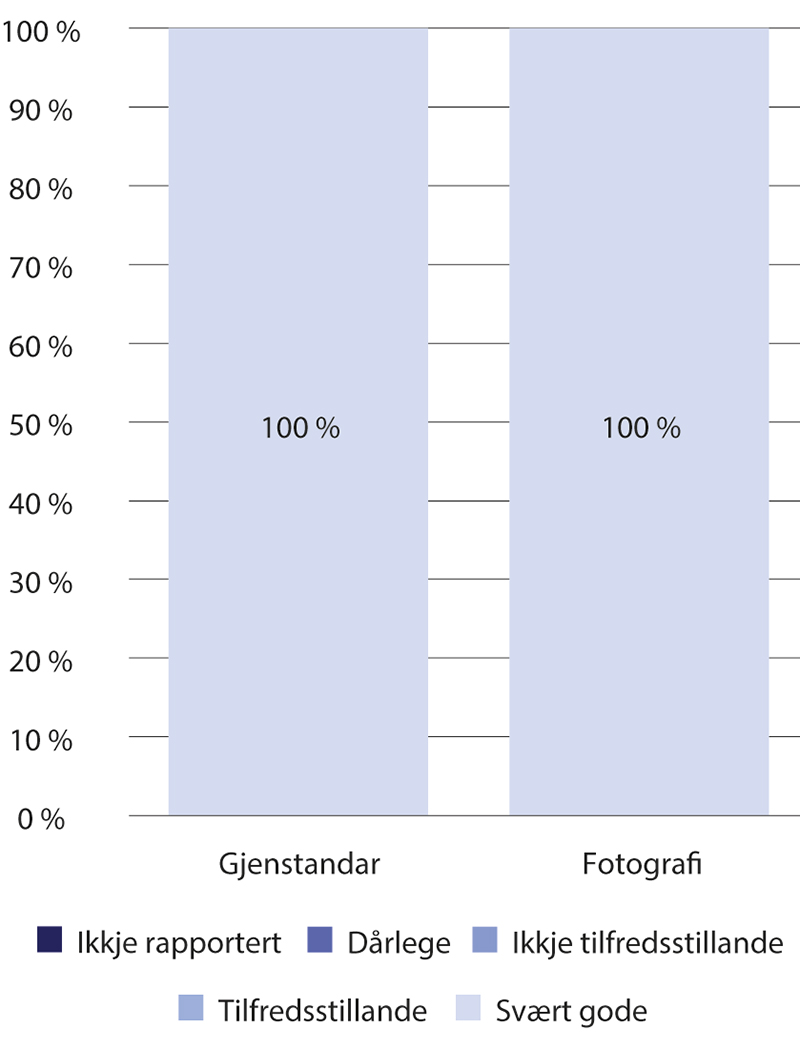 100 %
90 %
80 %
70 %
60 %
50 %
100 %
100 %
40 %
30 %
20 %
10 %
0 %
Gjenstandar
Fotografi
Ikkje rapportert
Dårlege
Ikkje tilfredsstillande
Tilfredsstillande
Svært gode